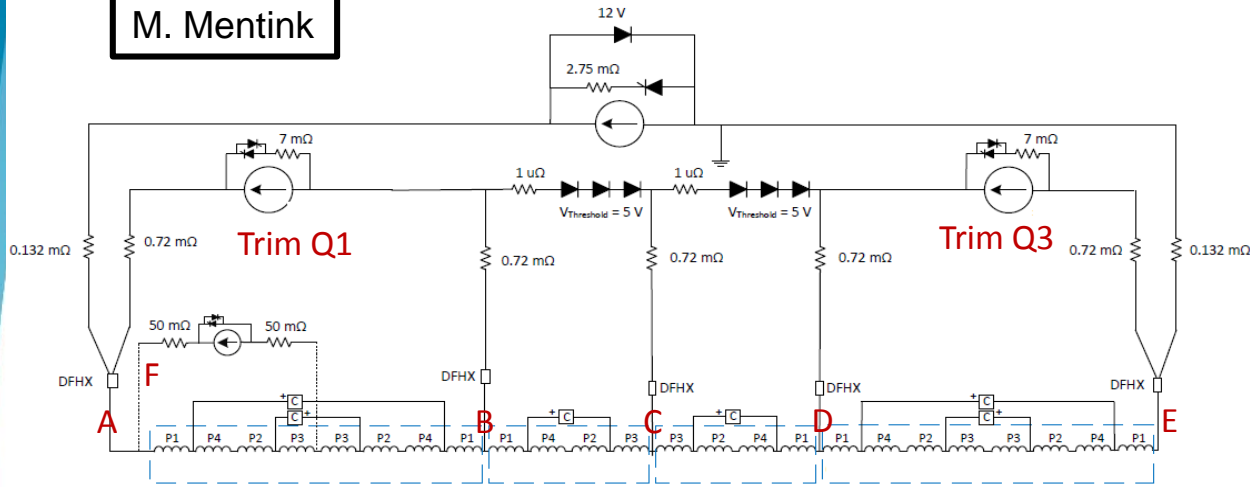 M. Mentink
12 V
2.75 mΩ
7 mΩ
7 mΩ
1 uΩ
1 uΩ
VThreshold = 5 V
VThreshold = 5 V
0.132 mΩ
0.72 mΩ
Trim Q1
0.72 mΩ
0.72 mΩ
0.72 mΩ
Trim Q3
0.72 mΩ
0.132 mΩ
50 mΩ
50 mΩ
DFHX
F
DFHX
DFHX
DFHX
DFHX
A
+ C
C +
B
+ C
C
+ C
D
+ C
C +
E
P1 P4 P2 P3 P3 P2 P4 P1 P1 P4 P2 P3 P3 P2 P4 P1 P1 P4 P2 P3 P3 P2 P4 P1